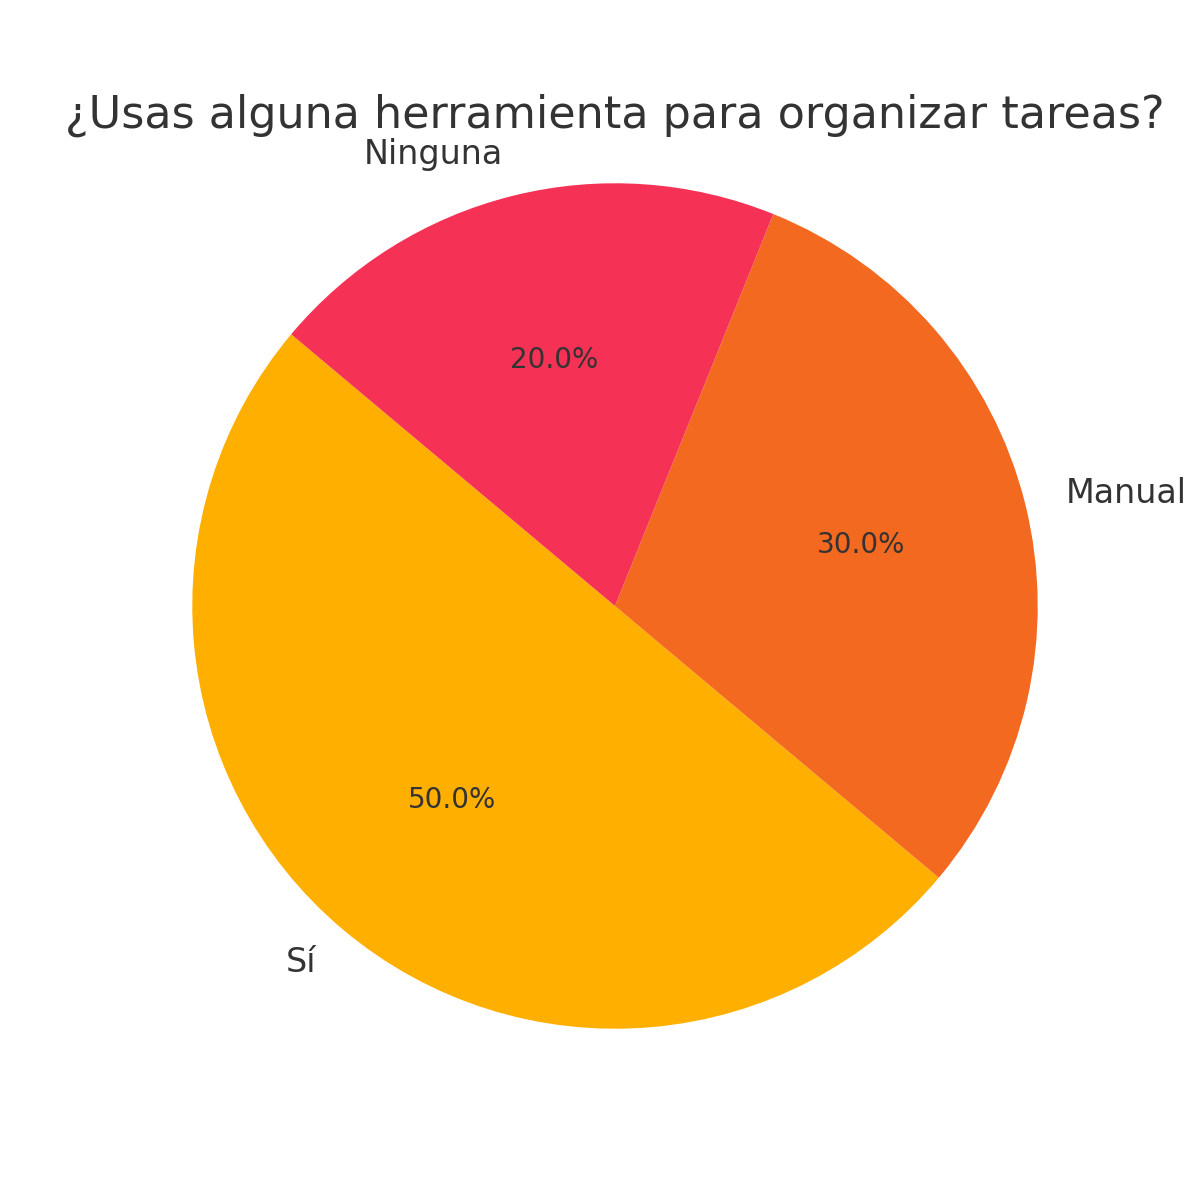 ¿Usas alguna herramienta para organizar tareas?
Ninguna
20.0%
Manual
30.0%
50.0%
Sí